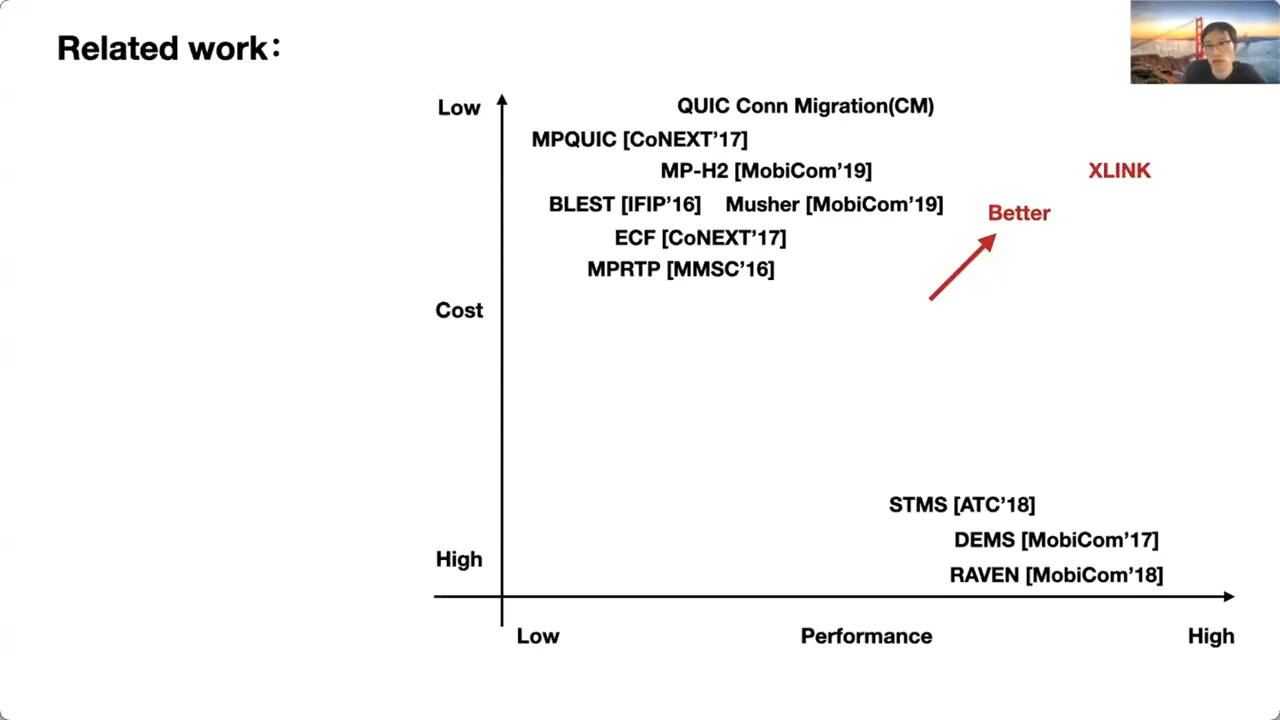 Related work:
Low
QUIC Conn Migration(CM)
MPQUIC [CoNEXT’17]
MP-H2 [MobiCom’19]
XLINK
BLEST [IFIP’16] Musher [MobiCom’19]
Better
ECF [CoNEXT’17]
MPRTP [MMSC’16]
Cost
STMS [ATC’18]
DEMS [MobiCom’17]
High
RAVEN [MobiCom’18]
Low Performance High